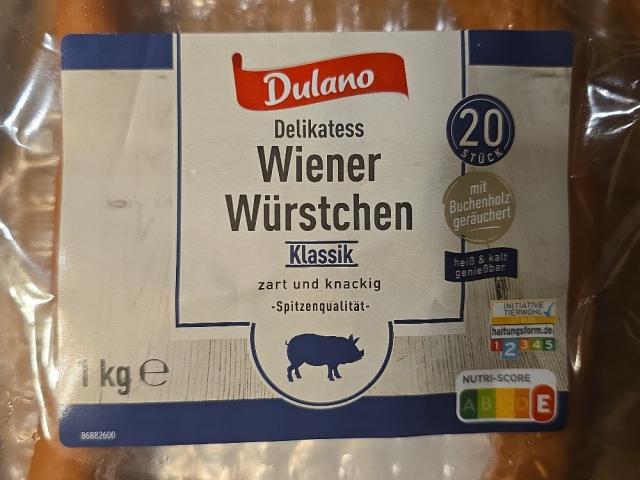 Dulano
Delikatess
Wiener
Würstchen
Klassik
zart und knackig
-Spitzenqualität-
20
STÜCK
mit
Buchenholz
geräuchert
heiß & kalt
genießbar
INITIATIVE
TIERWOHL
haltungsform.de
1 2 3 4 5
NUTRI-SCORE
A B C D E
1 kg ℮
86882600